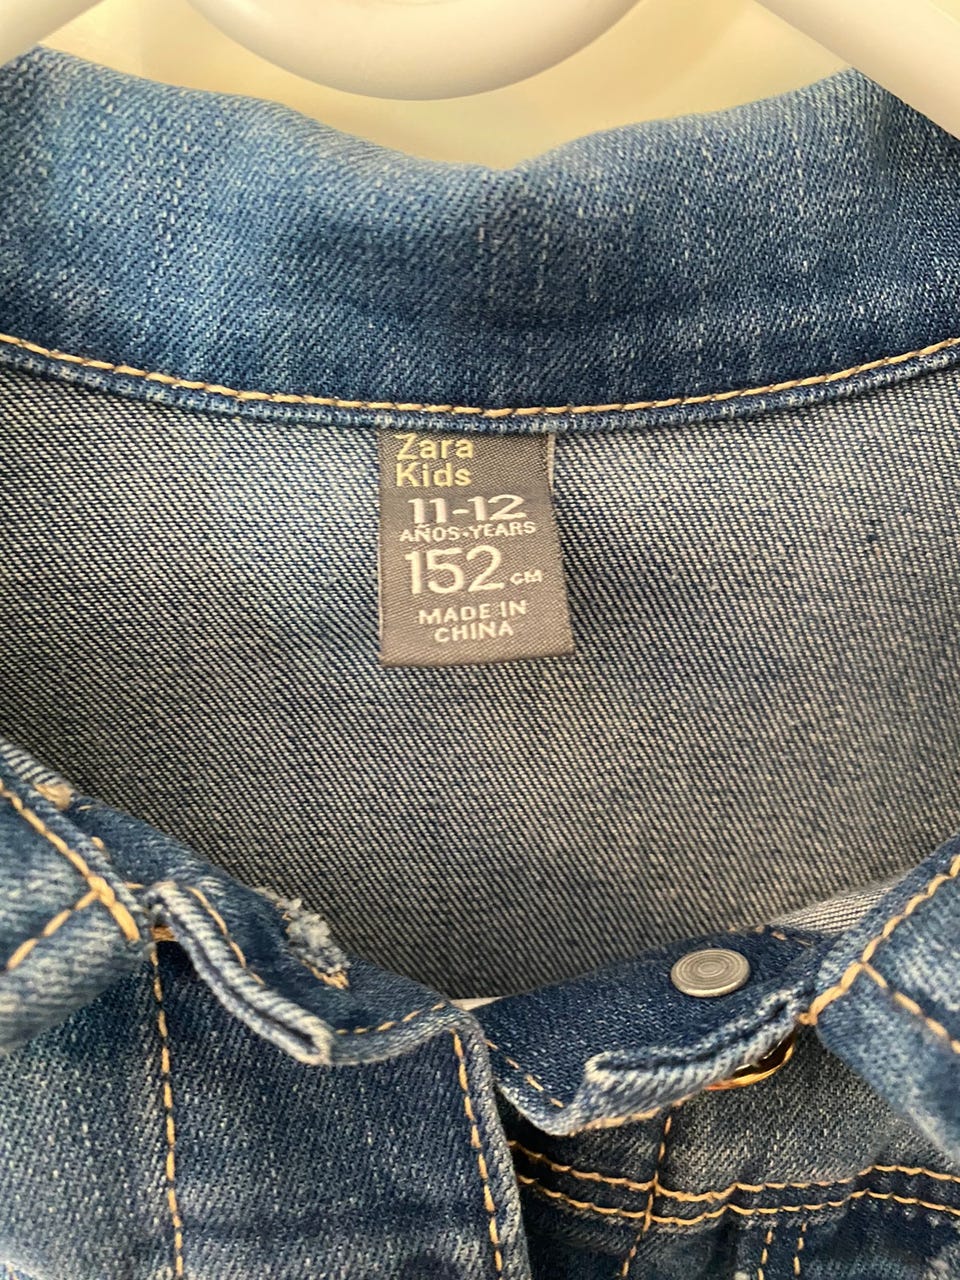 Zara
Kids
11-12
AÑOS-YEARS
152 CM
MADE IN
CHINA